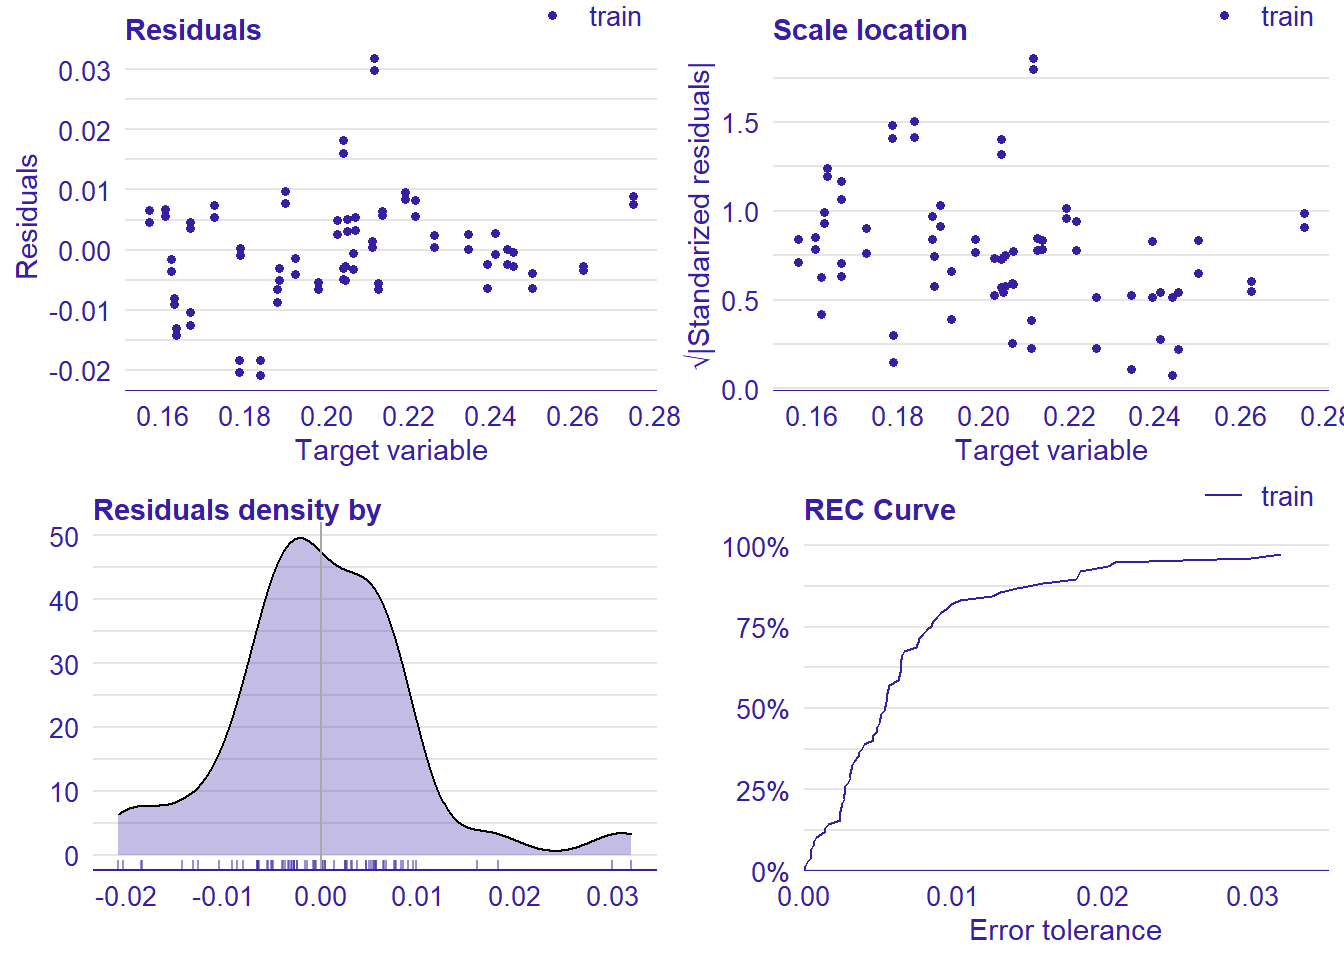 Residuals
train
0.03
0.02
0.01
0.00
-0.01
-0.02
Residuals
0.16 0.18 0.20 0.22 0.24 0.26 0.28
Target variable
Scale location
train
1.5
1.0
0.5
0.0
√|Standarized residuals|
0.16 0.18 0.20 0.22 0.24 0.26 0.28
Target variable
Residuals density by
50
40
30
20
10
0
-0.02 -0.01 0.00 0.01 0.02 0.03
REC Curve
train
100%
75%
50%
25%
0%
0.00 0.01 0.02 0.03
Error tolerance